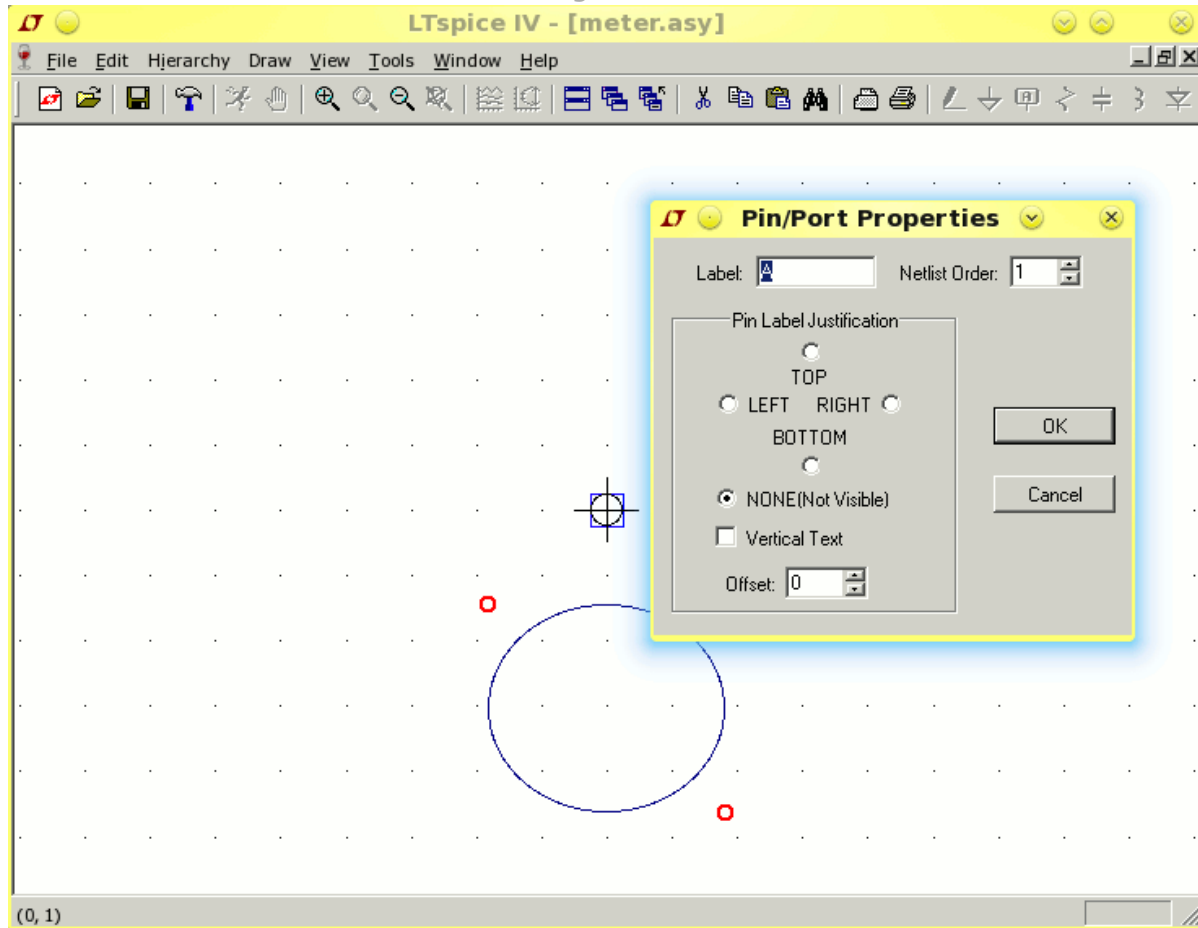 LTspice IV - [meter.asy]
File Edit Hierarchy Draw View Tools Window Help
Pin/Port Properties
Label: A Netlist Order: 1
Pin Label Justification
TOP
LEFT RIGHT
BOTTOM
NONE(Not Visible)
Vertical Text
Offset: 0
OK
Cancel
(0, 1)